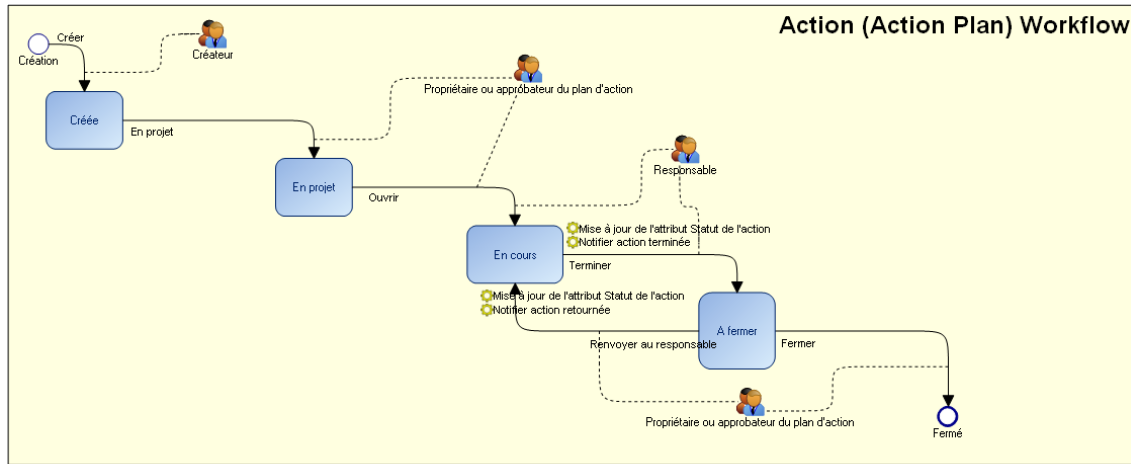 Action (Action Plan) Workflow
Créer
Création
Créateur
Propriétaire ou approbateur du plan d'action
Créée
En projet
Responsable
En projet
Ouvrir
Mise à jour de l'attribut Statut de l'action
Notifier action terminée
En cours
Terminer
Mise à jour de l'attribut Statut de l'action
Notifier action retournée
A fermer
Renvoyer au responsable
Fermer
Propriétaire ou approbateur du plan d'action
Fermé